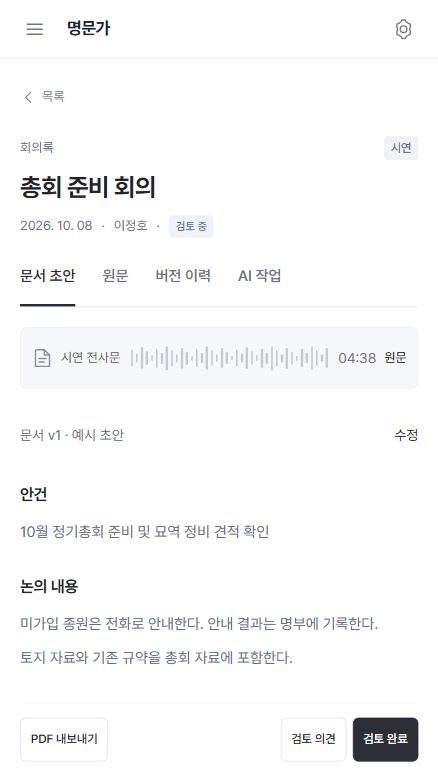 명문가
목록
회의록
시연
총회 준비 회의
2026. 10. 08 · 이정호 · 검토 중
문서 초안 원문 버전 이력 AI 작업
시연 전사문 04:38 원문
문서 v1 · 예시 초안 수정
안건
10월 정기총회 준비 및 묘역 정비 견적 확인
논의 내용
미가입 종원은 전화로 안내한다. 안내 결과는 명부에 기록한다.
토지 자료와 기존 규약을 총회 자료에 포함한다.
PDF 내보내기 검토 의견 검토 완료